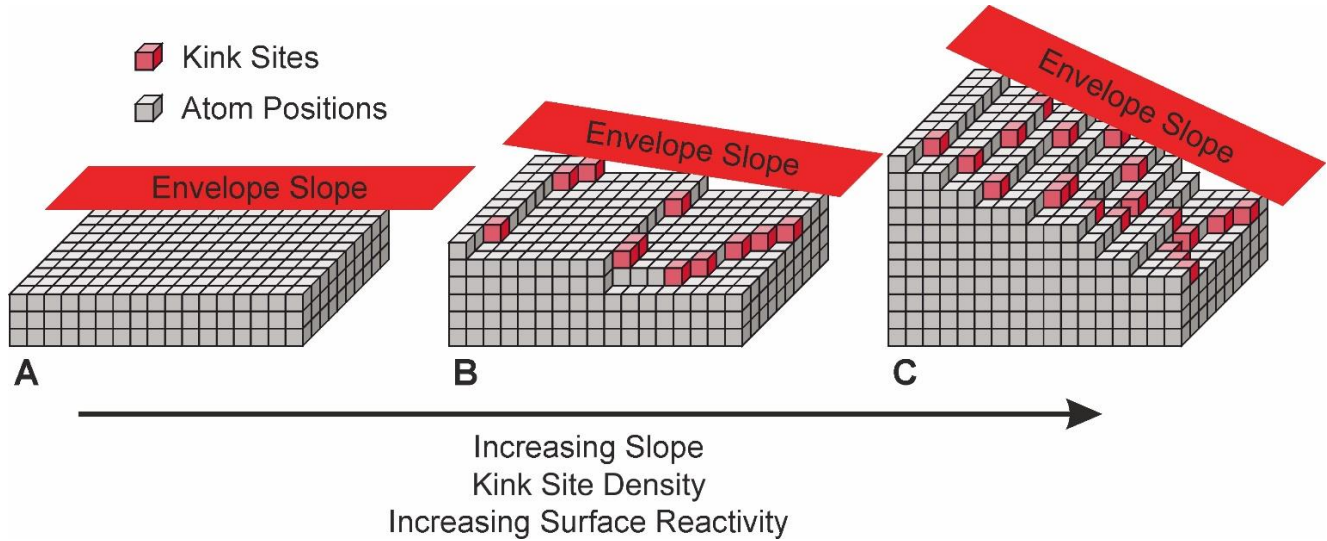 Kink Sites
Atom Positions
Envelope Slope
Envelope Slope
Envelope Slope
A
B
C
Increasing Slope
Kink Site Density
Increasing Surface Reactivity